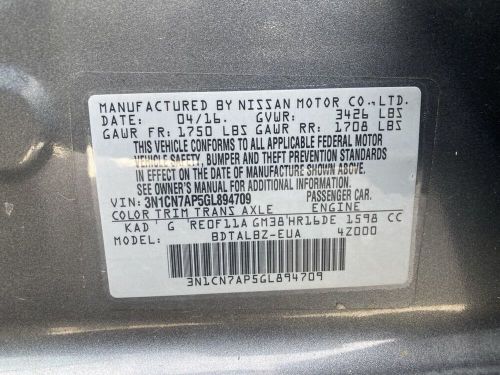 MANUFACTURED BY NISSAN MOTOR CO.,LTD.
DATE: 04/16. GVWR: 3426 LBS
GAWR FR: 1750 LBS GAWR RR: 1708 LBS
THIS VEHICLE CONFORMS TO ALL APPLICABLE FEDERAL MOTOR
VEHICLE SAFETY, BUMPER AND THEFT PREVENTION STANDARDS
IN EFFECT ON THE DATE OF MANUFACTURE SHOWN ABOVE.
SEE OWNER'S MANUAL FOR ADDITIONAL INFORMATION
VIN: 3N1CN7AP5GL894709 PASSENGER CAR.
COLOR TRIM TRANS AXLE ENGINE
KAD G RE0F11A GM38 HR16DE 1598 CC
MODEL: BDTALBZ-EUA 4Z000
3N1CN7AP5GL894709